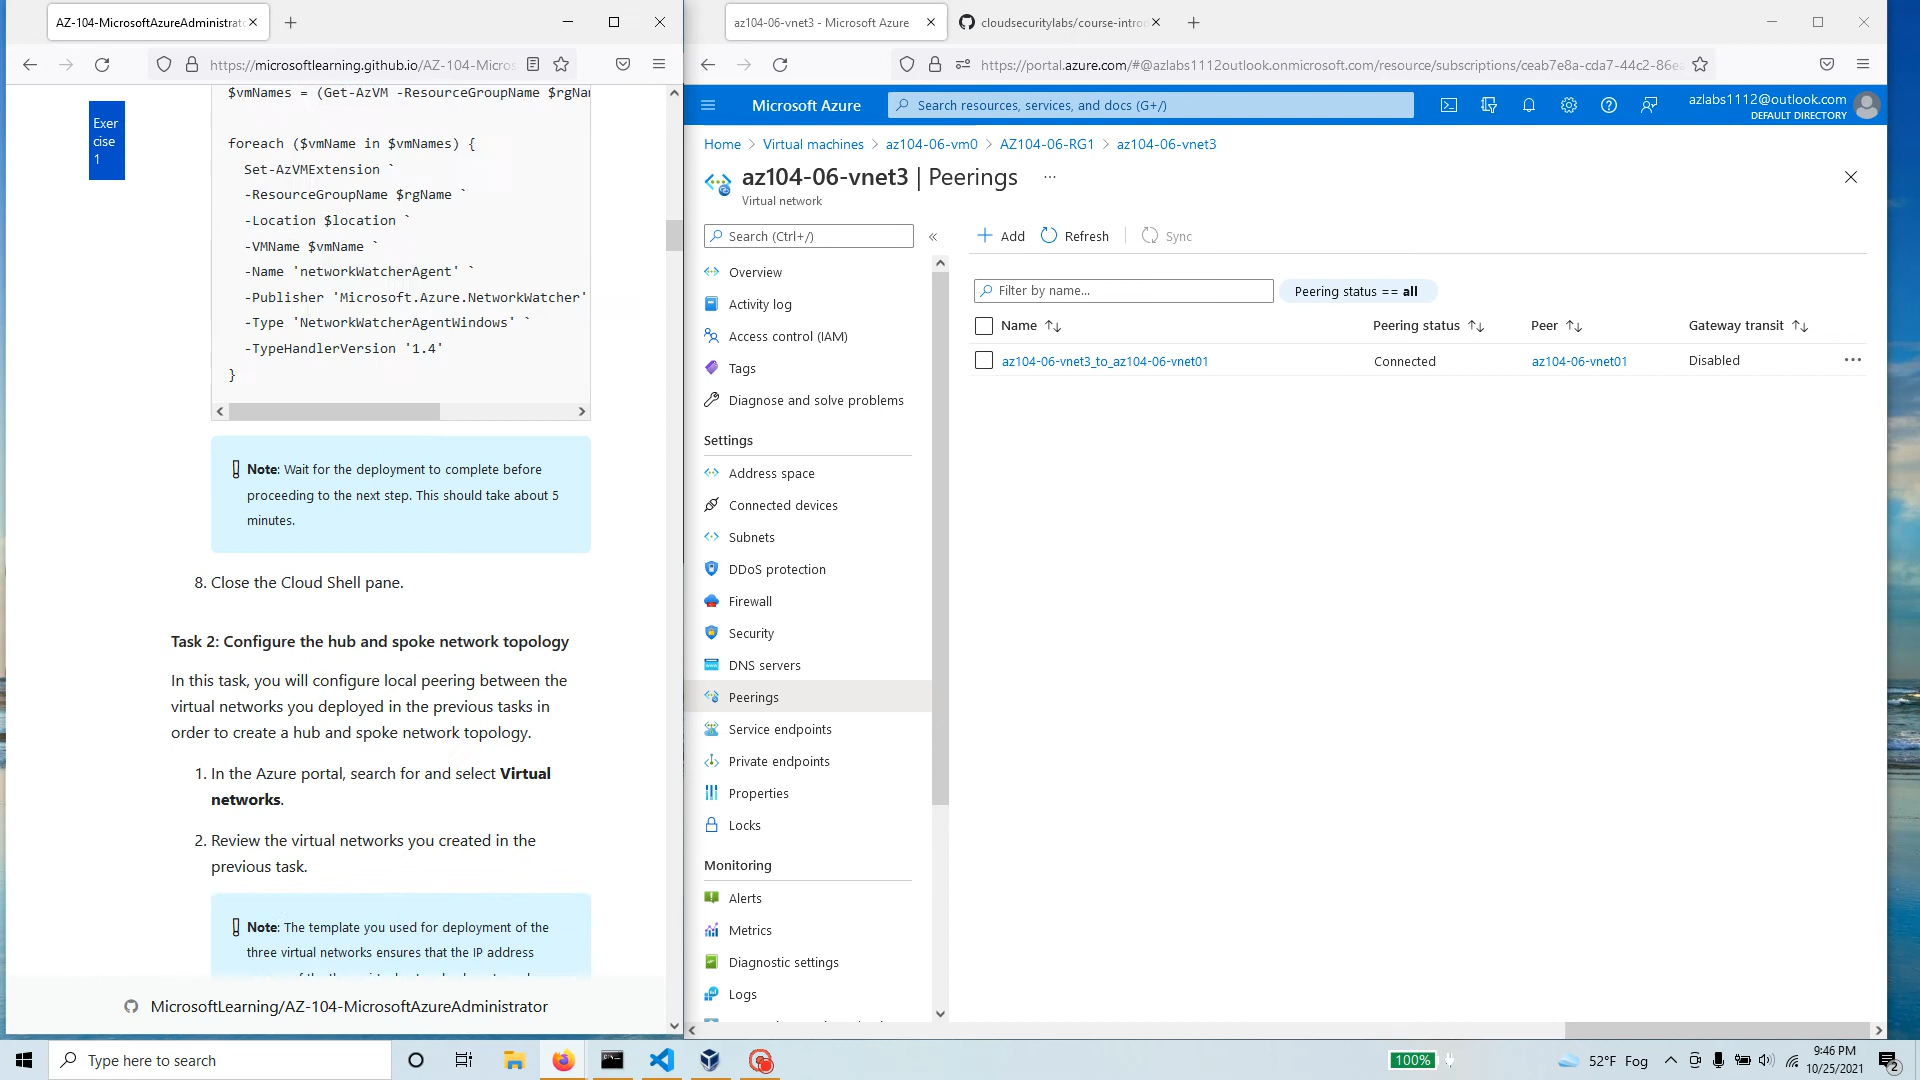 AZ-104-MicrosoftAzureAdministrat
https://microsoftlearning.github.io/AZ-104-Micros
Exer
cise
1
$vmNames = (Get-AzVM -ResourceGroupName $rgNa
foreach ($vmName in $vmNames) {
Set-AzVMExtension `
-ResourceGroupName $rgName `
-Location $location `
-VMName $vmName `
-Name 'networkWatcherAgent' `
-Publisher 'Microsoft.Azure.NetworkWatcher'
-Type 'NetworkWatcherAgentWindows' `
-TypeHandlerVersion '1.4'
}
Note: Wait for the deployment to complete before
proceeding to the next step. This should take about 5
minutes.
8. Close the Cloud Shell pane.
Task 2: Configure the hub and spoke network topology
In this task, you will configure local peering between the
virtual networks you deployed in the previous tasks in
order to create a hub and spoke network topology.
1. In the Azure portal, search for and select Virtual
networks.
2. Review the virtual networks you created in the
previous task.
Note: The template you used for deployment of the
three virtual networks ensures that the IP address
MicrosoftLearning/AZ-104-MicrosoftAzureAdministrator
az104-06-vnet3 - Microsoft Azure
cloudsecuritylabs/course-intro
https://portal.azure.com/#@azlabs1112outlook.onmicrosoft.com/resource/subscriptions/ceab7e8a-cda7-44c2-86e
Microsoft Azure
Search resources, services, and docs (G+/)
azlabs1112@outlook.com
DEFAULT DIRECTORY
Home > Virtual machines > az104-06-vm0 > AZ104-06-RG1 > az104-06-vnet3
az104-06-vnet3 | Peerings ...
Virtual network
Search (Ctrl+/)
«
Overview
Activity log
Access control (IAM)
Tags
Diagnose and solve problems
Settings
Address space
Connected devices
Subnets
DDoS protection
Firewall
Security
DNS servers
Peerings
Service endpoints
Private endpoints
Properties
Locks
Monitoring
Alerts
Metrics
Diagnostic settings
Logs
Add Refresh Sync
Filter by name...
Peering status == all
Name Peering status Peer Gateway transit
az104-06-vnet3_to_az104-06-vnet01 Connected az104-06-vnet01 Disabled ...
Type here to search
100%
52°F Fog
9:46 PM
10/25/2021
2